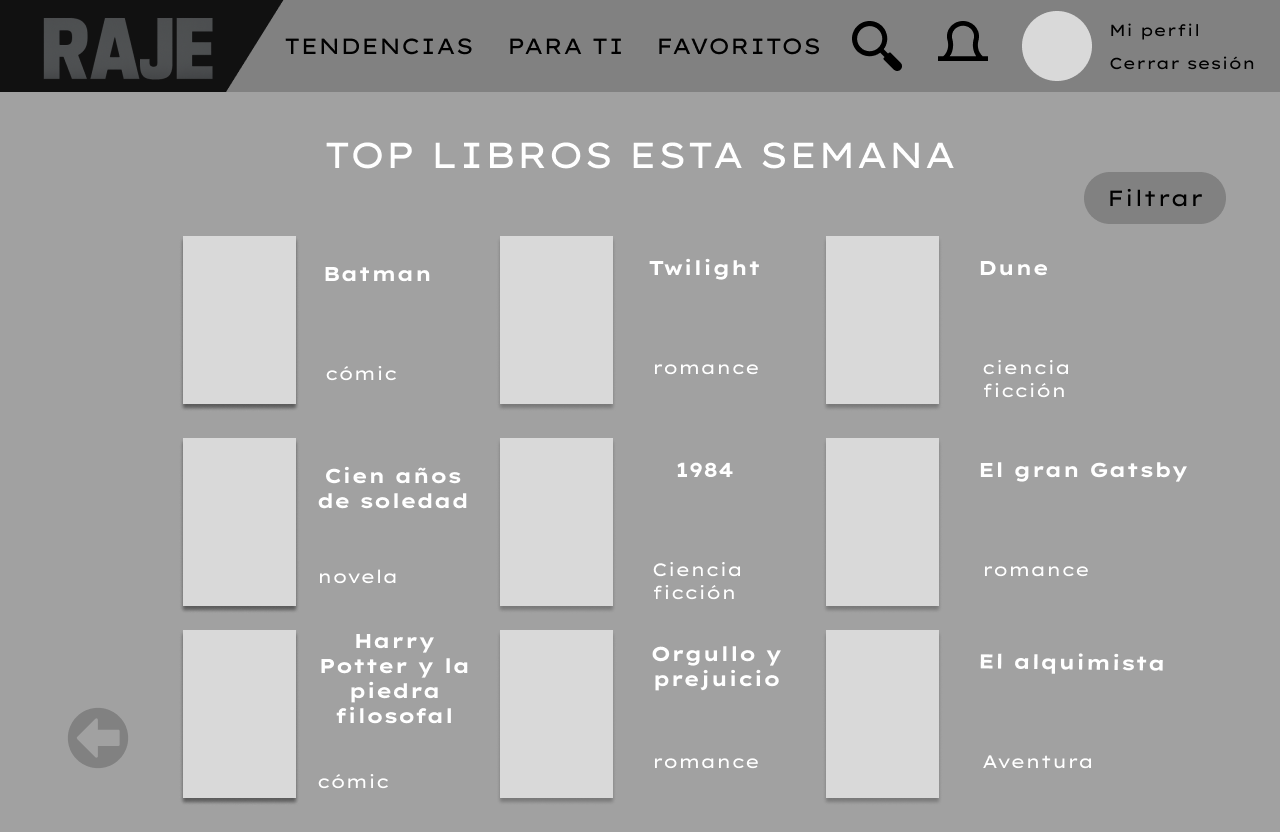 RAJE
TENDENCIAS
PARA TI
FAVORITOS
Mi perfil
Cerrar sesión
TOP LIBROS ESTA SEMANA
Filtrar
Batman
cómic
Twilight
romance
Dune
ciencia
ficción
Cien años
de soledad
novela
1984
Ciencia
ficción
El gran Gatsby
romance
Harry
Potter y la
piedra
filosofal
cómic
Orgullo y
prejuicio
romance
El alquimista
Aventura